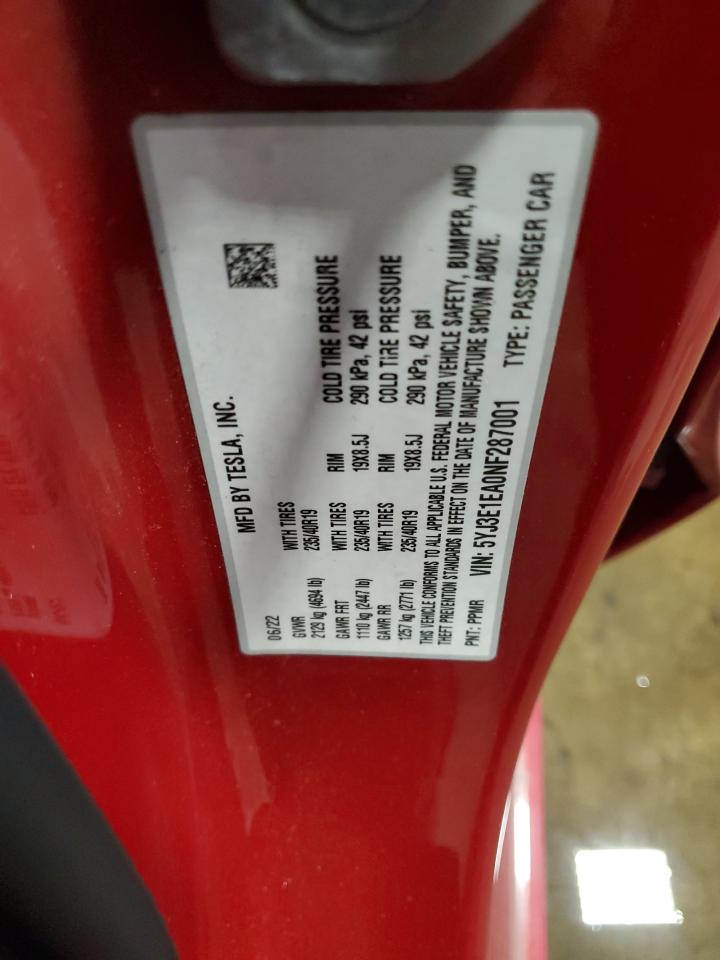 MFD BY TESLA, INC.
06/22
GVWR WITH TIRES
2129 kg (4694 lb) 235/40R19
GAWR FRT WITH TIRES RIM COLD TIRE PRESSURE
1110 kg (2447 lb) 235/40R19 19X8.5J 290 kPa, 42 psi
GAWR RR WITH TIRES RIM COLD TIRE PRESSURE
1257 kg (2771 lb) 235/40R19 19X8.5J 290 kPa, 42 psi
THIS VEHICLE CONFORMS TO ALL APPLICABLE U.S. FEDERAL MOTOR VEHICLE SAFETY, BUMPER, AND
THEFT PREVENTION STANDARDS IN EFFECT ON THE DATE OF MANUFACTURE SHOWN ABOVE.
PNT: PPMR VIN: 5YJ3E1EA0NF287001 TYPE: PASSENGER CAR